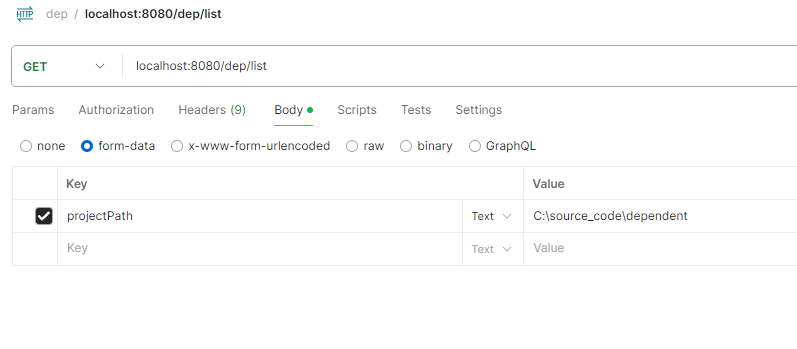 HTTP dep / localhost:8080/dep/list
GET localhost:8080/dep/list
Params Authorization Headers (9) Body Scripts Tests Settings
none form-data x-www-form-urlencoded raw binary GraphQL
Key Value
projectPath Text C:\source_code\dependent
Key Text Value